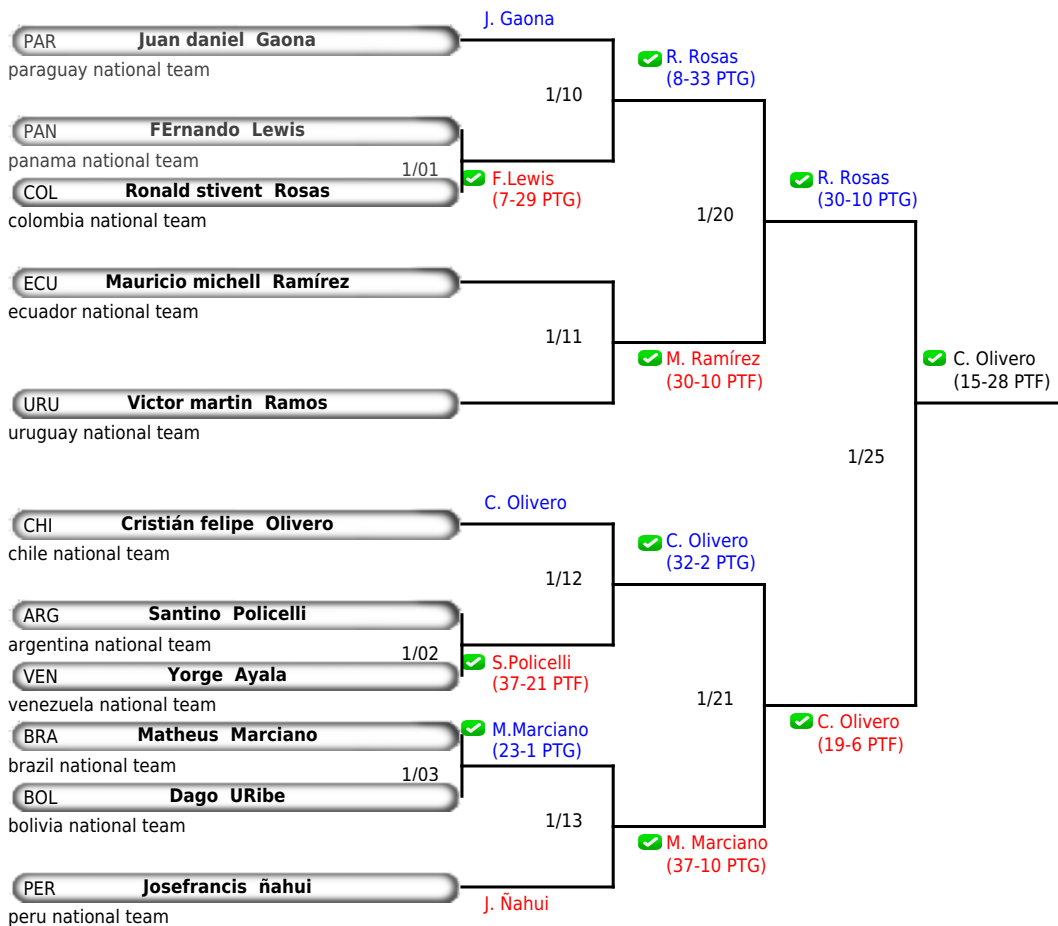 J. Gaona
PAR Juan daniel Gaona
paraguay national team
R. Rosas
(8-33 PTG)
1/10
PAN FErnando Lewis
panama national team
1/01
F.Lewis
(7-29 PTG)
COL Ronald stivent Rosas
colombia national team
R. Rosas
(30-10 PTG)
1/20
ECU Mauricio michell Ramírez
ecuador national team
1/11
M. Ramírez
(30-10 PTF)
C. Olivero
(15-28 PTF)
URU Victor martin Ramos
uruguay national team
1/25
C. Olivero
CHI Cristián felipe Olivero
chile national team
C. Olivero
(32-2 PTG)
1/12
ARG Santino Policelli
argentina national team
1/02
S.Policelli
(37-21 PTF)
VEN Yorge Ayala
venezuela national team
1/21
C. Olivero
(19-6 PTF)
BRA Matheus Marciano
brazil national team
M.Marciano
(23-1 PTG)
1/03
BOL Dago URibe
bolivia national team
1/13
M. Marciano
(37-10 PTG)
PER Josefrancis ñahui
peru national team
J. Ñahui